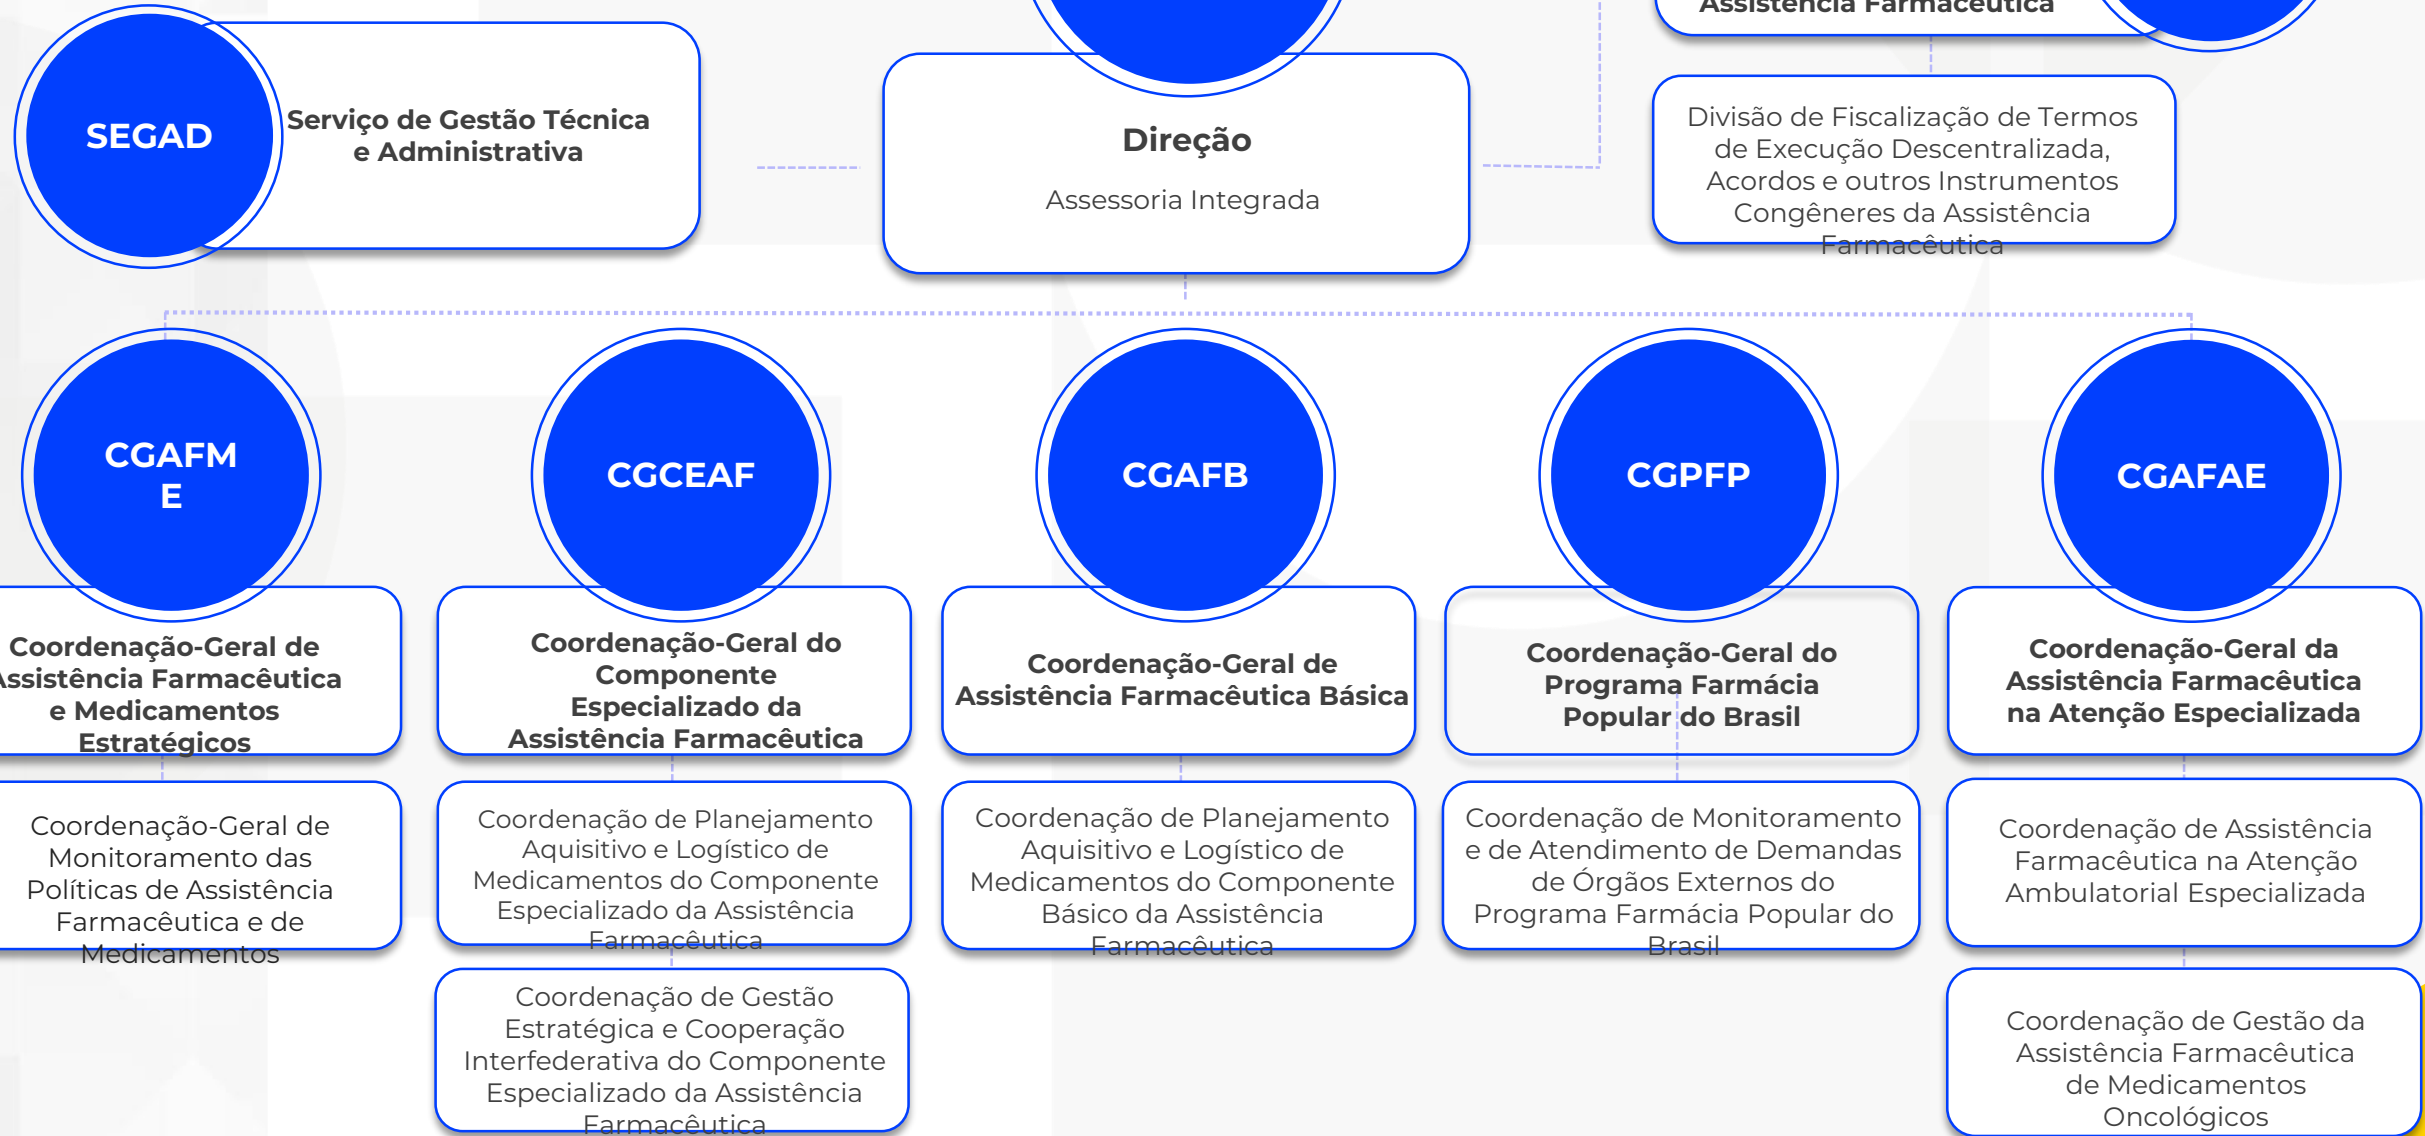 Assistência Farmacêutica
SEGAD
Serviço de Gestão Técnica
e Administrativa
Direção
Assessoria Integrada
Divisão de Fiscalização de Termos
de Execução Descentralizada,
Acordos e outros Instrumentos
Congêneres da Assistência
Farmacêutica
CGAFM
E
CGCEAF
CGAFB
CGPFP
CGAFAE
Coordenação-Geral de
Assistência Farmacêutica
e Medicamentos
Estratégicos
Coordenação-Geral do
Componente
Especializado da
Assistência Farmacêutica
Coordenação-Geral de
Assistência Farmacêutica Básica
Coordenação-Geral do
Programa Farmácia
Popular do Brasil
Coordenação-Geral da
Assistência Farmacêutica
na Atenção Especializada
Coordenação-Geral de
Monitoramento das
Políticas de Assistência
Farmacêutica e de
Medicamentos
Coordenação de Planejamento
Aquisitivo e Logístico de
Medicamentos do Componente
Especializado da Assistência
Farmacêutica
Coordenação de Planejamento
Aquisitivo e Logístico de
Medicamentos do Componente
Básico da Assistência
Farmacêutica
Coordenação de Monitoramento
e de Atendimento de Demandas
de Órgãos Externos do
Programa Farmácia Popular do
Brasil
Coordenação de Assistência
Farmacêutica na Atenção
Ambulatorial Especializada
Coordenação de Gestão
Estratégica e Cooperação
Interfederativa do Componente
Especializado da Assistência
Farmacêutica
Coordenação de Gestão da
Assistência Farmacêutica
de Medicamentos
Oncológicos